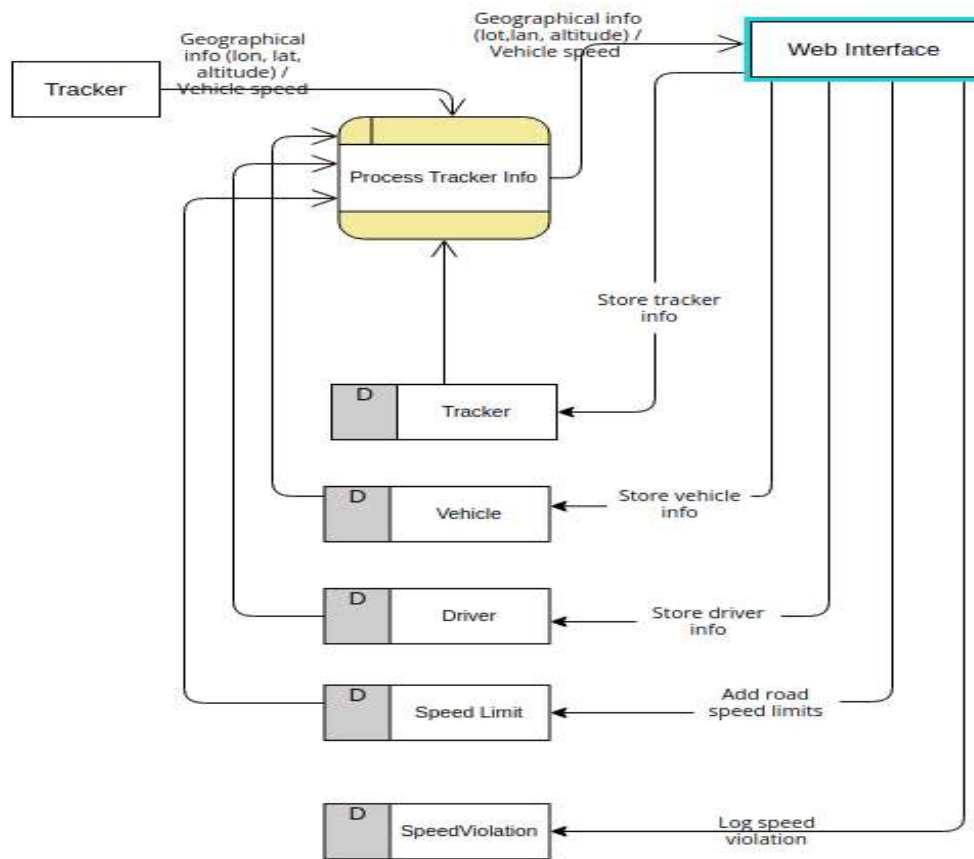 Geographical
info (lon, lat,
altitude) /
Vehicle speed
Geographical info
(lot,lan, altitude) /
Vehicle speed
Web Interface
Tracker
Process Tracker Info
Store tracker
info
D
Tracker
D
Vehicle
Store vehicle
info
D
Driver
Store driver
info
D
Speed Limit
Add road
speed limits
D
SpeedViolation
Log speed
violation